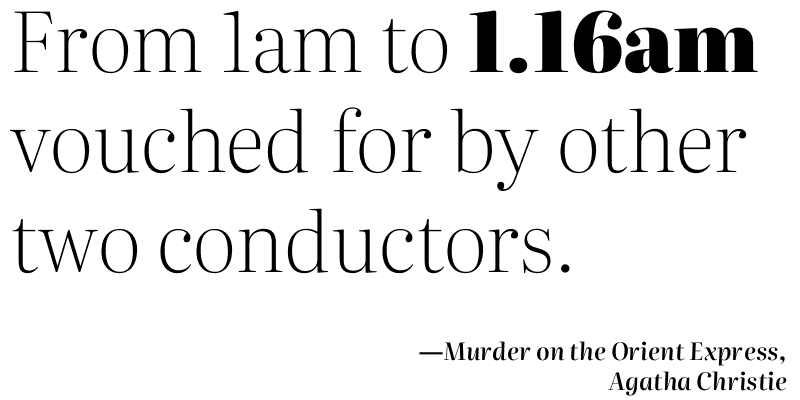 From 1am to 1.16am
vouched for by other
two conductors.
—Murder on the Orient Express,
Agatha Christie